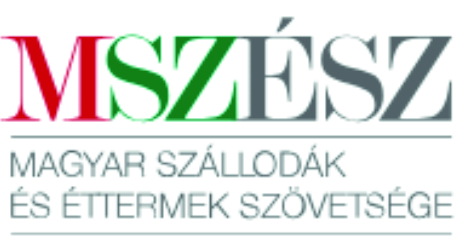 MSZÉSZ
MAGYAR SZÁLLODÁK
ÉS ÉTTERMEK SZÖVETSÉGE